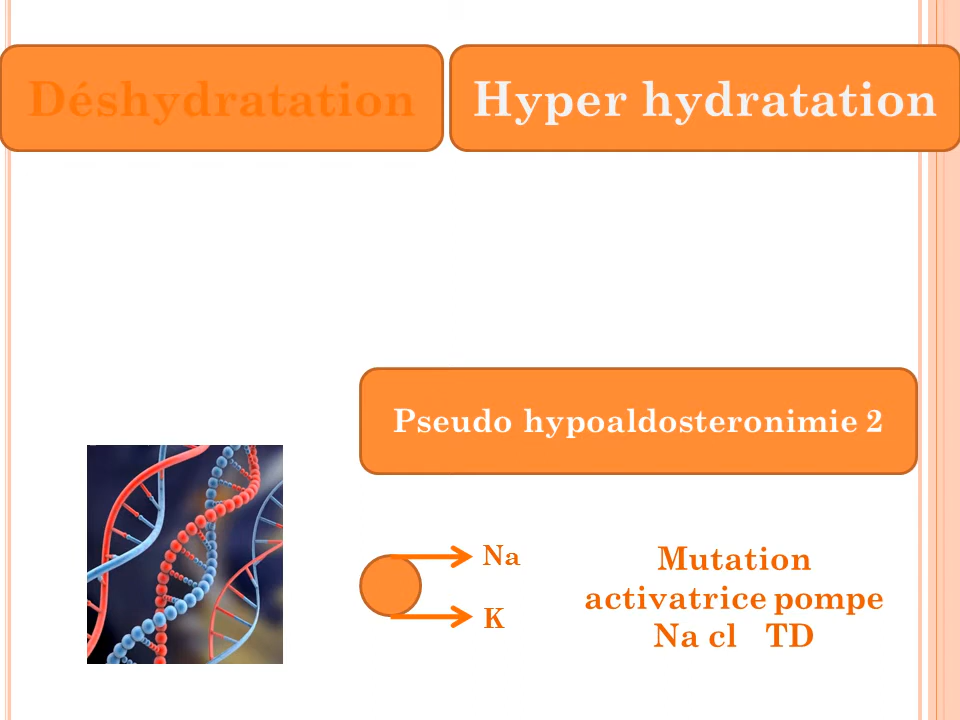 Déshydratation
Hyper hydratation
Pseudo hypoaldosteronimie 2
Na
K
Mutation
activatrice pompe
Na cl TD